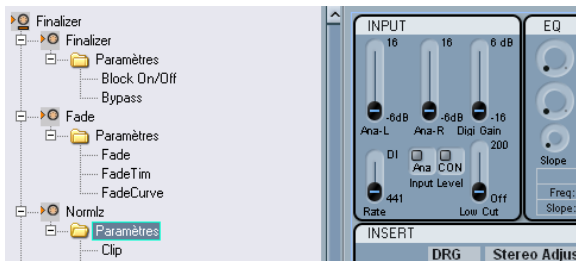 Finalizer
Finalizer
Paramètres
Block On/Off
Bypass
Fade
Paramètres
Fade
FadeTim
FadeCurve
Normlz
Paramètres
Clip
INPUT
16 16 6 dB
-6dB -6dB -16
Ana-L Ana-R Digi Gain
DI 200
Ana CON
Input Level
441 Off
Rate Low Cut
EQ
Slope
Freq:
Slope:
INSERT
DRG Stereo Adjus